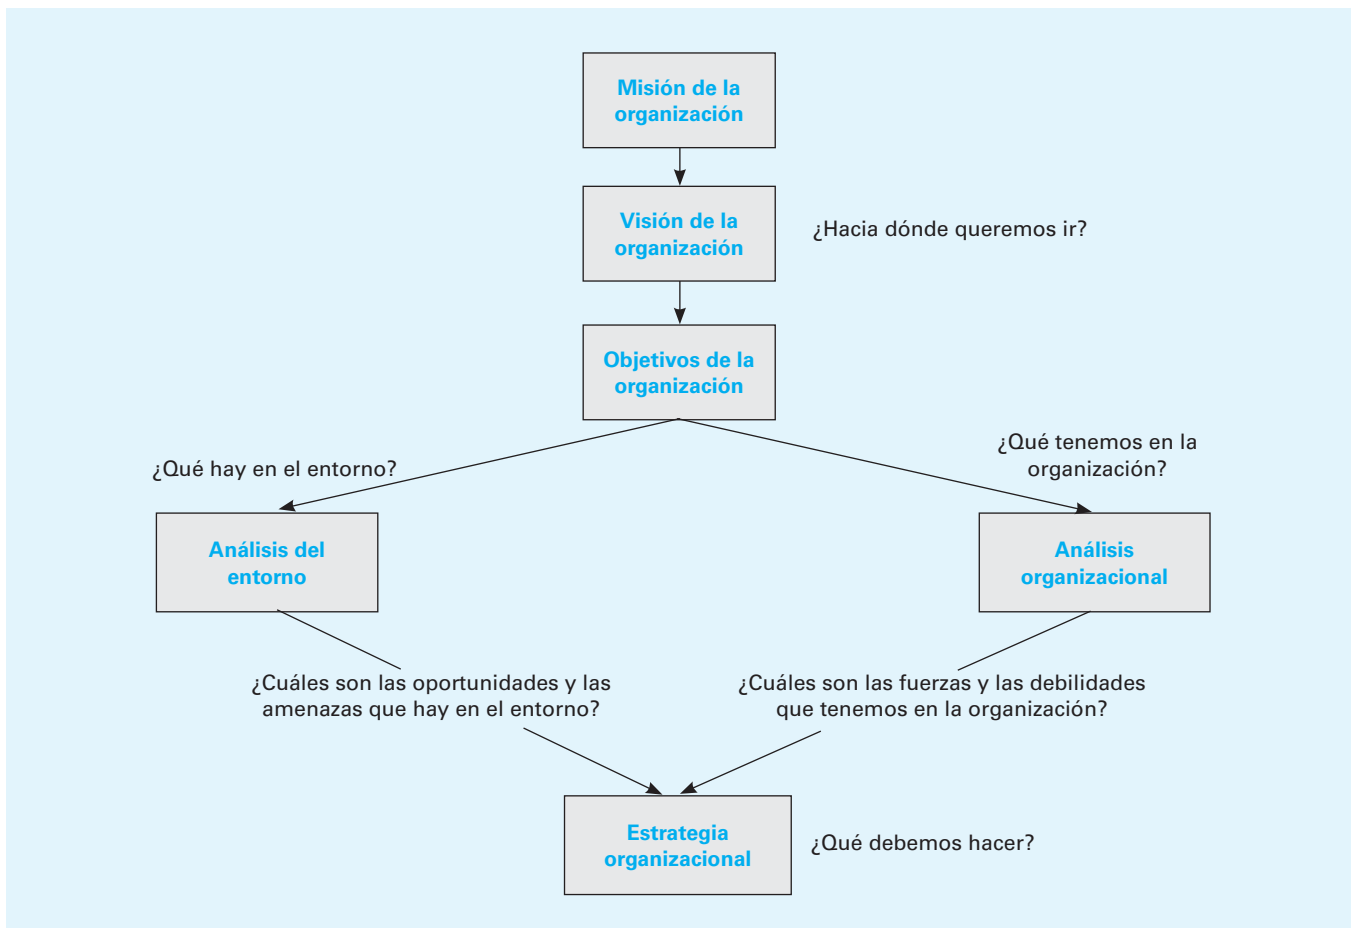 Misión de la
organización
Visión de la
organización
¿Hacia dónde queremos ir?
Objetivos de la
organización
¿Qué hay en el entorno?
¿Qué tenemos en la
organización?
Análisis del
entorno
Análisis
organizacional
¿Cuáles son las oportunidades y las
amenazas que hay en el entorno?
¿Cuáles son las fuerzas y las debilidades
que tenemos en la organización?
Estrategia
organizacional
¿Qué debemos hacer?